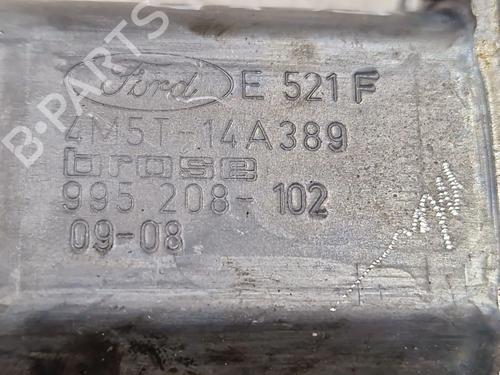 B-PARTS
Ford E 521 F
4M5T-14A389
brose
995.208-102
09-08